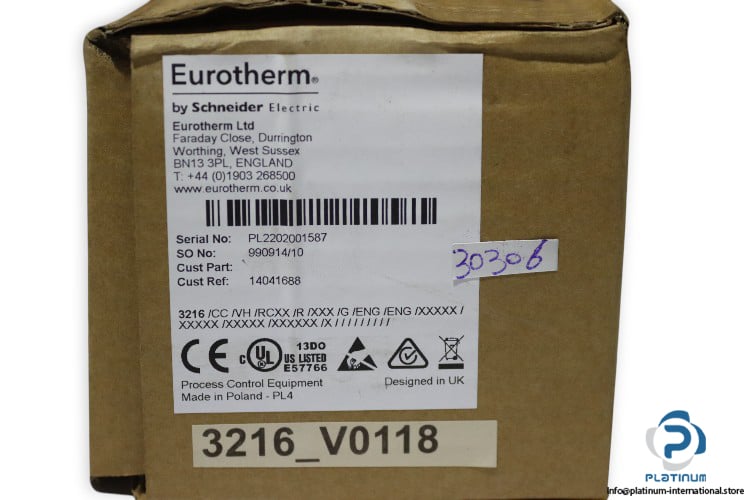 Eurotherm®
by Schneider Electric
Eurotherm Ltd
Faraday Close, Durrington
Worthing, West Sussex
BN13 3PL, ENGLAND
T: +44 (0)1903 268500
www.eurotherm.co.uk
Serial No: PL2202001587
SO No: 990914/10
Cust Part:
Cust Ref: 14041688
30306
3216 /CC /VH /RCXX /R /XXX /G /ENG /ENG /XXXXX /
XXXXX /XXXXX /XXXXXX /X / / / / / / / / /
CE
C UL US LISTED
13DO
E57766
Process Control Equipment
Designed in UK
Made in Poland - PL4
3216_V0118
PLATINUM
info@platinum-international.store